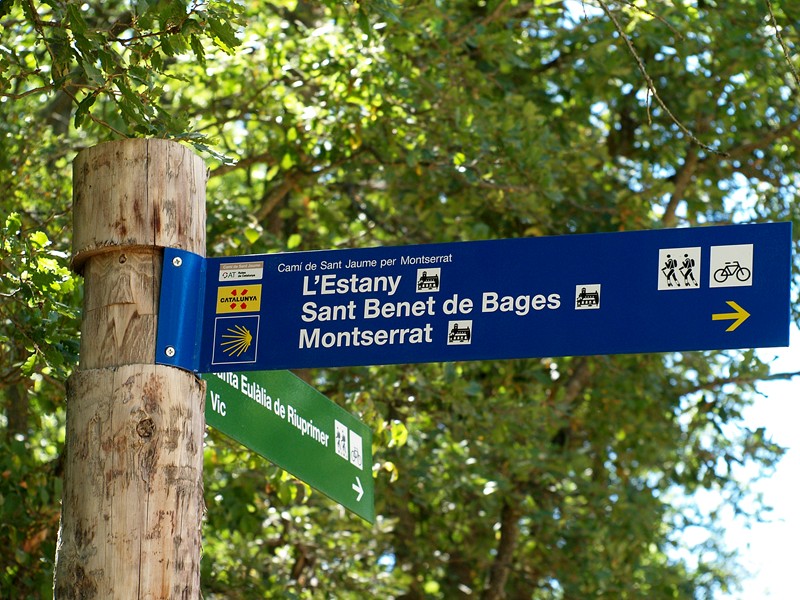 Camí de Sant Jaume per Montserrat
L'Estany
Sant Benet de Bages
Montserrat
CATALUNYA
Eulàlia de Riuprimer
Vic